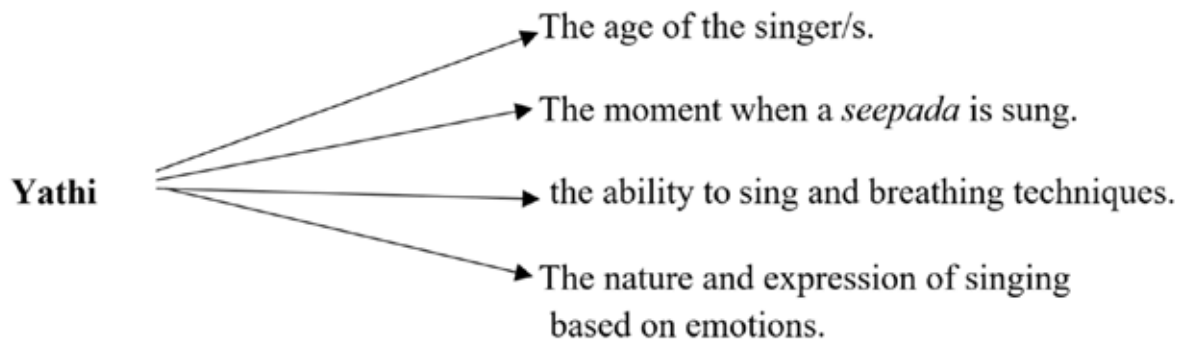 The age of the singer/s.
The moment when a seepada is sung.
Yathi
the ability to sing and breathing techniques.
The nature and expression of singing
based on emotions.